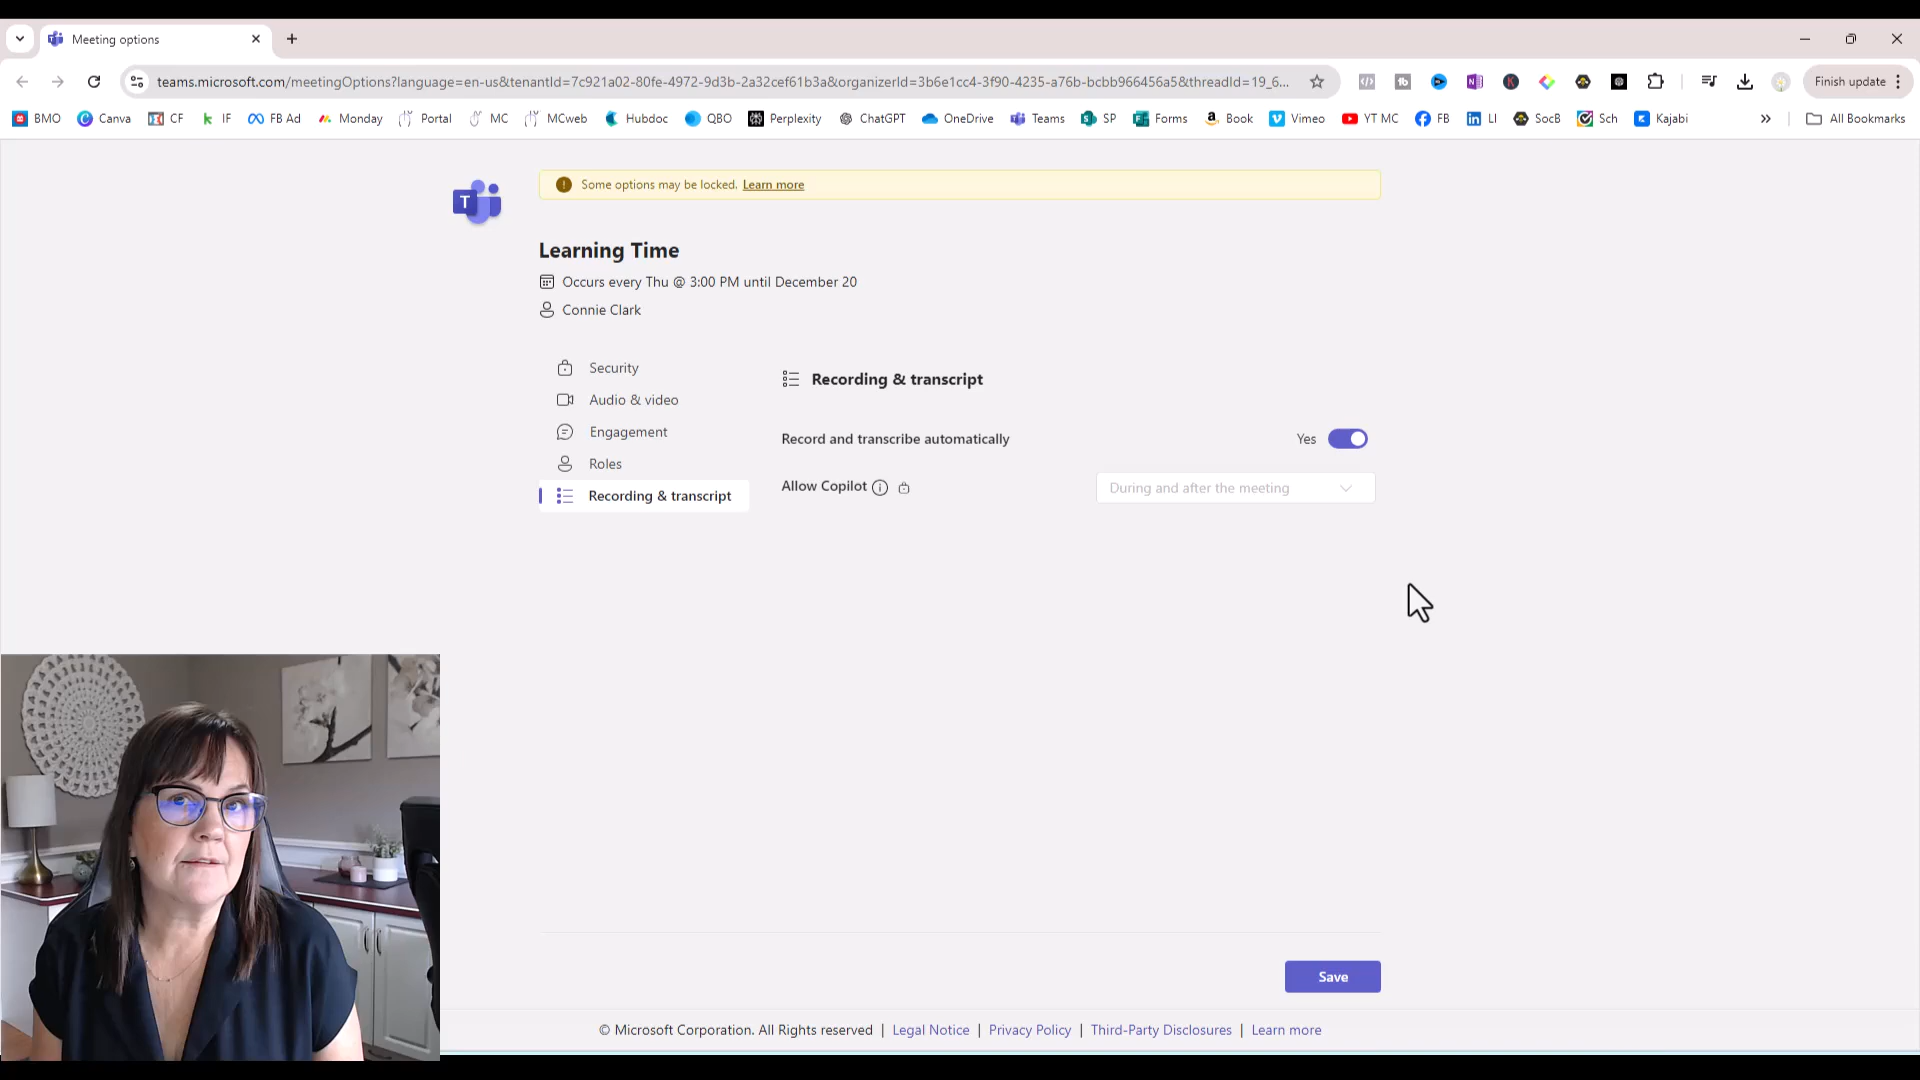 Meeting options
teams.microsoft.com/meetingOptions?language=en-us&tenantId=7c921a02-80fe-4972-9d3b-2a32cef61b3a&organizerId=3b6e1cc4-3f90-4235-a76b-bcbb966456a5&threadId=19_6...
Finish update
BMO Canva CF IF FB Ad Monday Portal MC MCweb Hubdoc QBO Perplexity ChatGPT OneDrive Teams SP Forms Book Vimeo YT MC FB LI SocB Sch Kajabi All Bookmarks
Some options may be locked. Learn more
T
Learning Time
Occurs every Thu @ 3:00 PM until December 20
Connie Clark
Security
Audio & video
Engagement
Roles
Recording & transcript
Recording & transcript
Record and transcribe automatically Yes
Allow Copilot During and after the meeting
Save
© Microsoft Corporation. All Rights reserved | Legal Notice | Privacy Policy | Third-Party Disclosures | Learn more